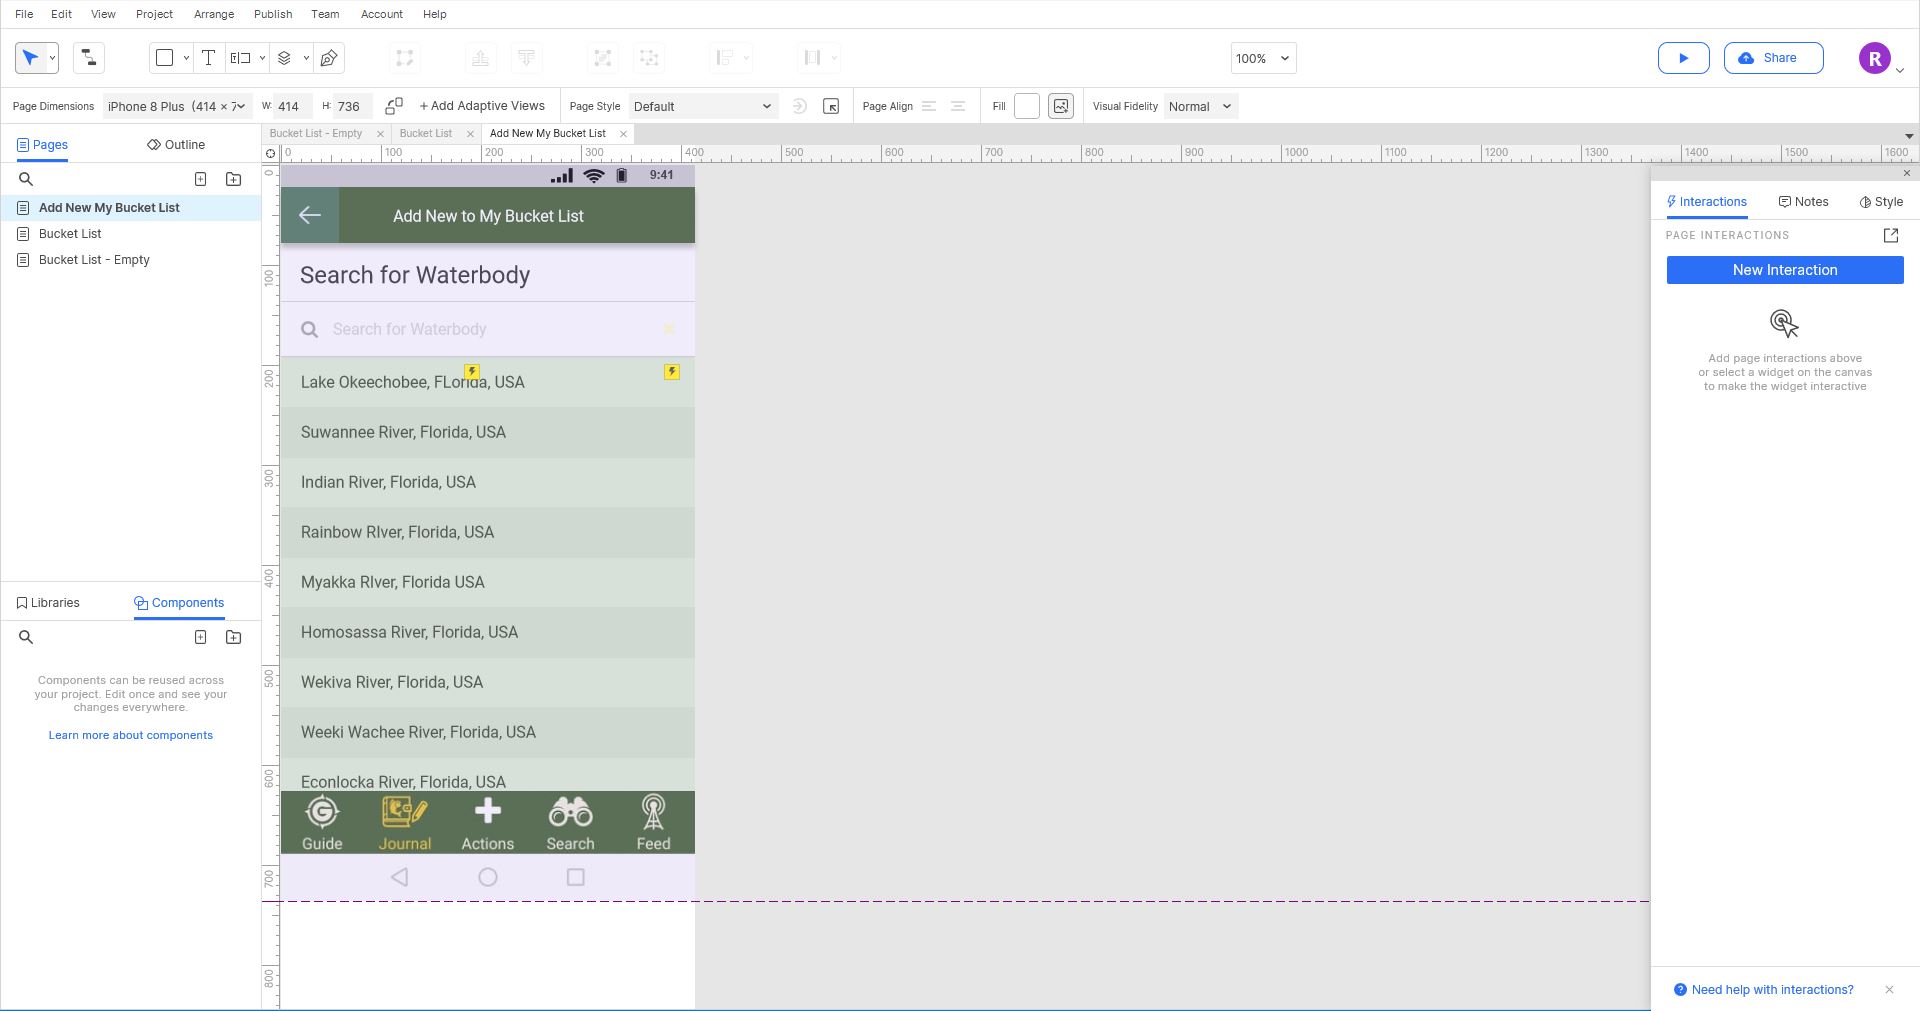 File Edit View Project Arrange Publish Team Account Help
100%
Share
R
Page Dimensions iPhone 8 Plus (414 × 7 W: 414 H: 736 + Add Adaptive Views Page Style Default Page Align Fill Visual Fidelity Normal
Pages Outline
Bucket List - Empty Bucket List Add New My Bucket List
0 100 200 300 400 500 600 700 800 900 1000 1100 1200 1300 1400 1500 1600
Add New My Bucket List
Bucket List
Bucket List - Empty
Libraries Components
Components can be reused across
your project. Edit once and see your
changes everywhere.
Learn more about components
0
100
200
300
400
500
600
700
800
9:41
Add New to My Bucket List
Search for Waterbody
Search for Waterbody
Lake Okeechobee, FLorida, USA
Suwannee River, Florida, USA
Indian River, Florida, USA
Rainbow RIver, Florida, USA
Myakka RIver, Florida USA
Homosassa River, Florida, USA
Wekiva River, Florida, USA
Weeki Wachee River, Florida, USA
Econlocka River, Florida, USA
G
Guide Journal Actions Search Feed
Interactions Notes Style
PAGE INTERACTIONS
New Interaction
Add page interactions above
or select a widget on the canvas
to make the widget interactive
? Need help with interactions?